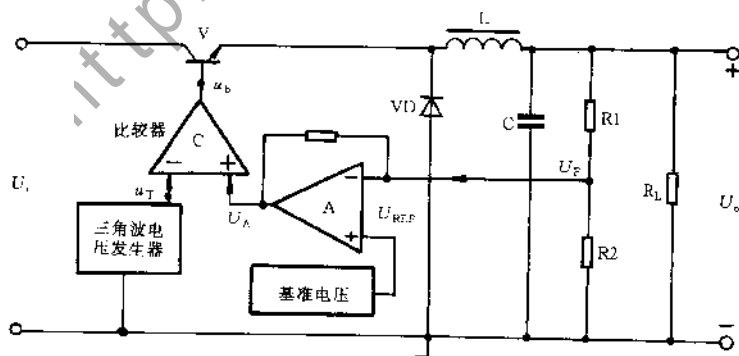 http
L
V
u_b
VD
比较器
C
C
R1
+
U_F
−
+
−
U_i
u_T
U_A
A
U_REF
R_L
U_o
三角波电
压发生器
+
R2
基准电压
−